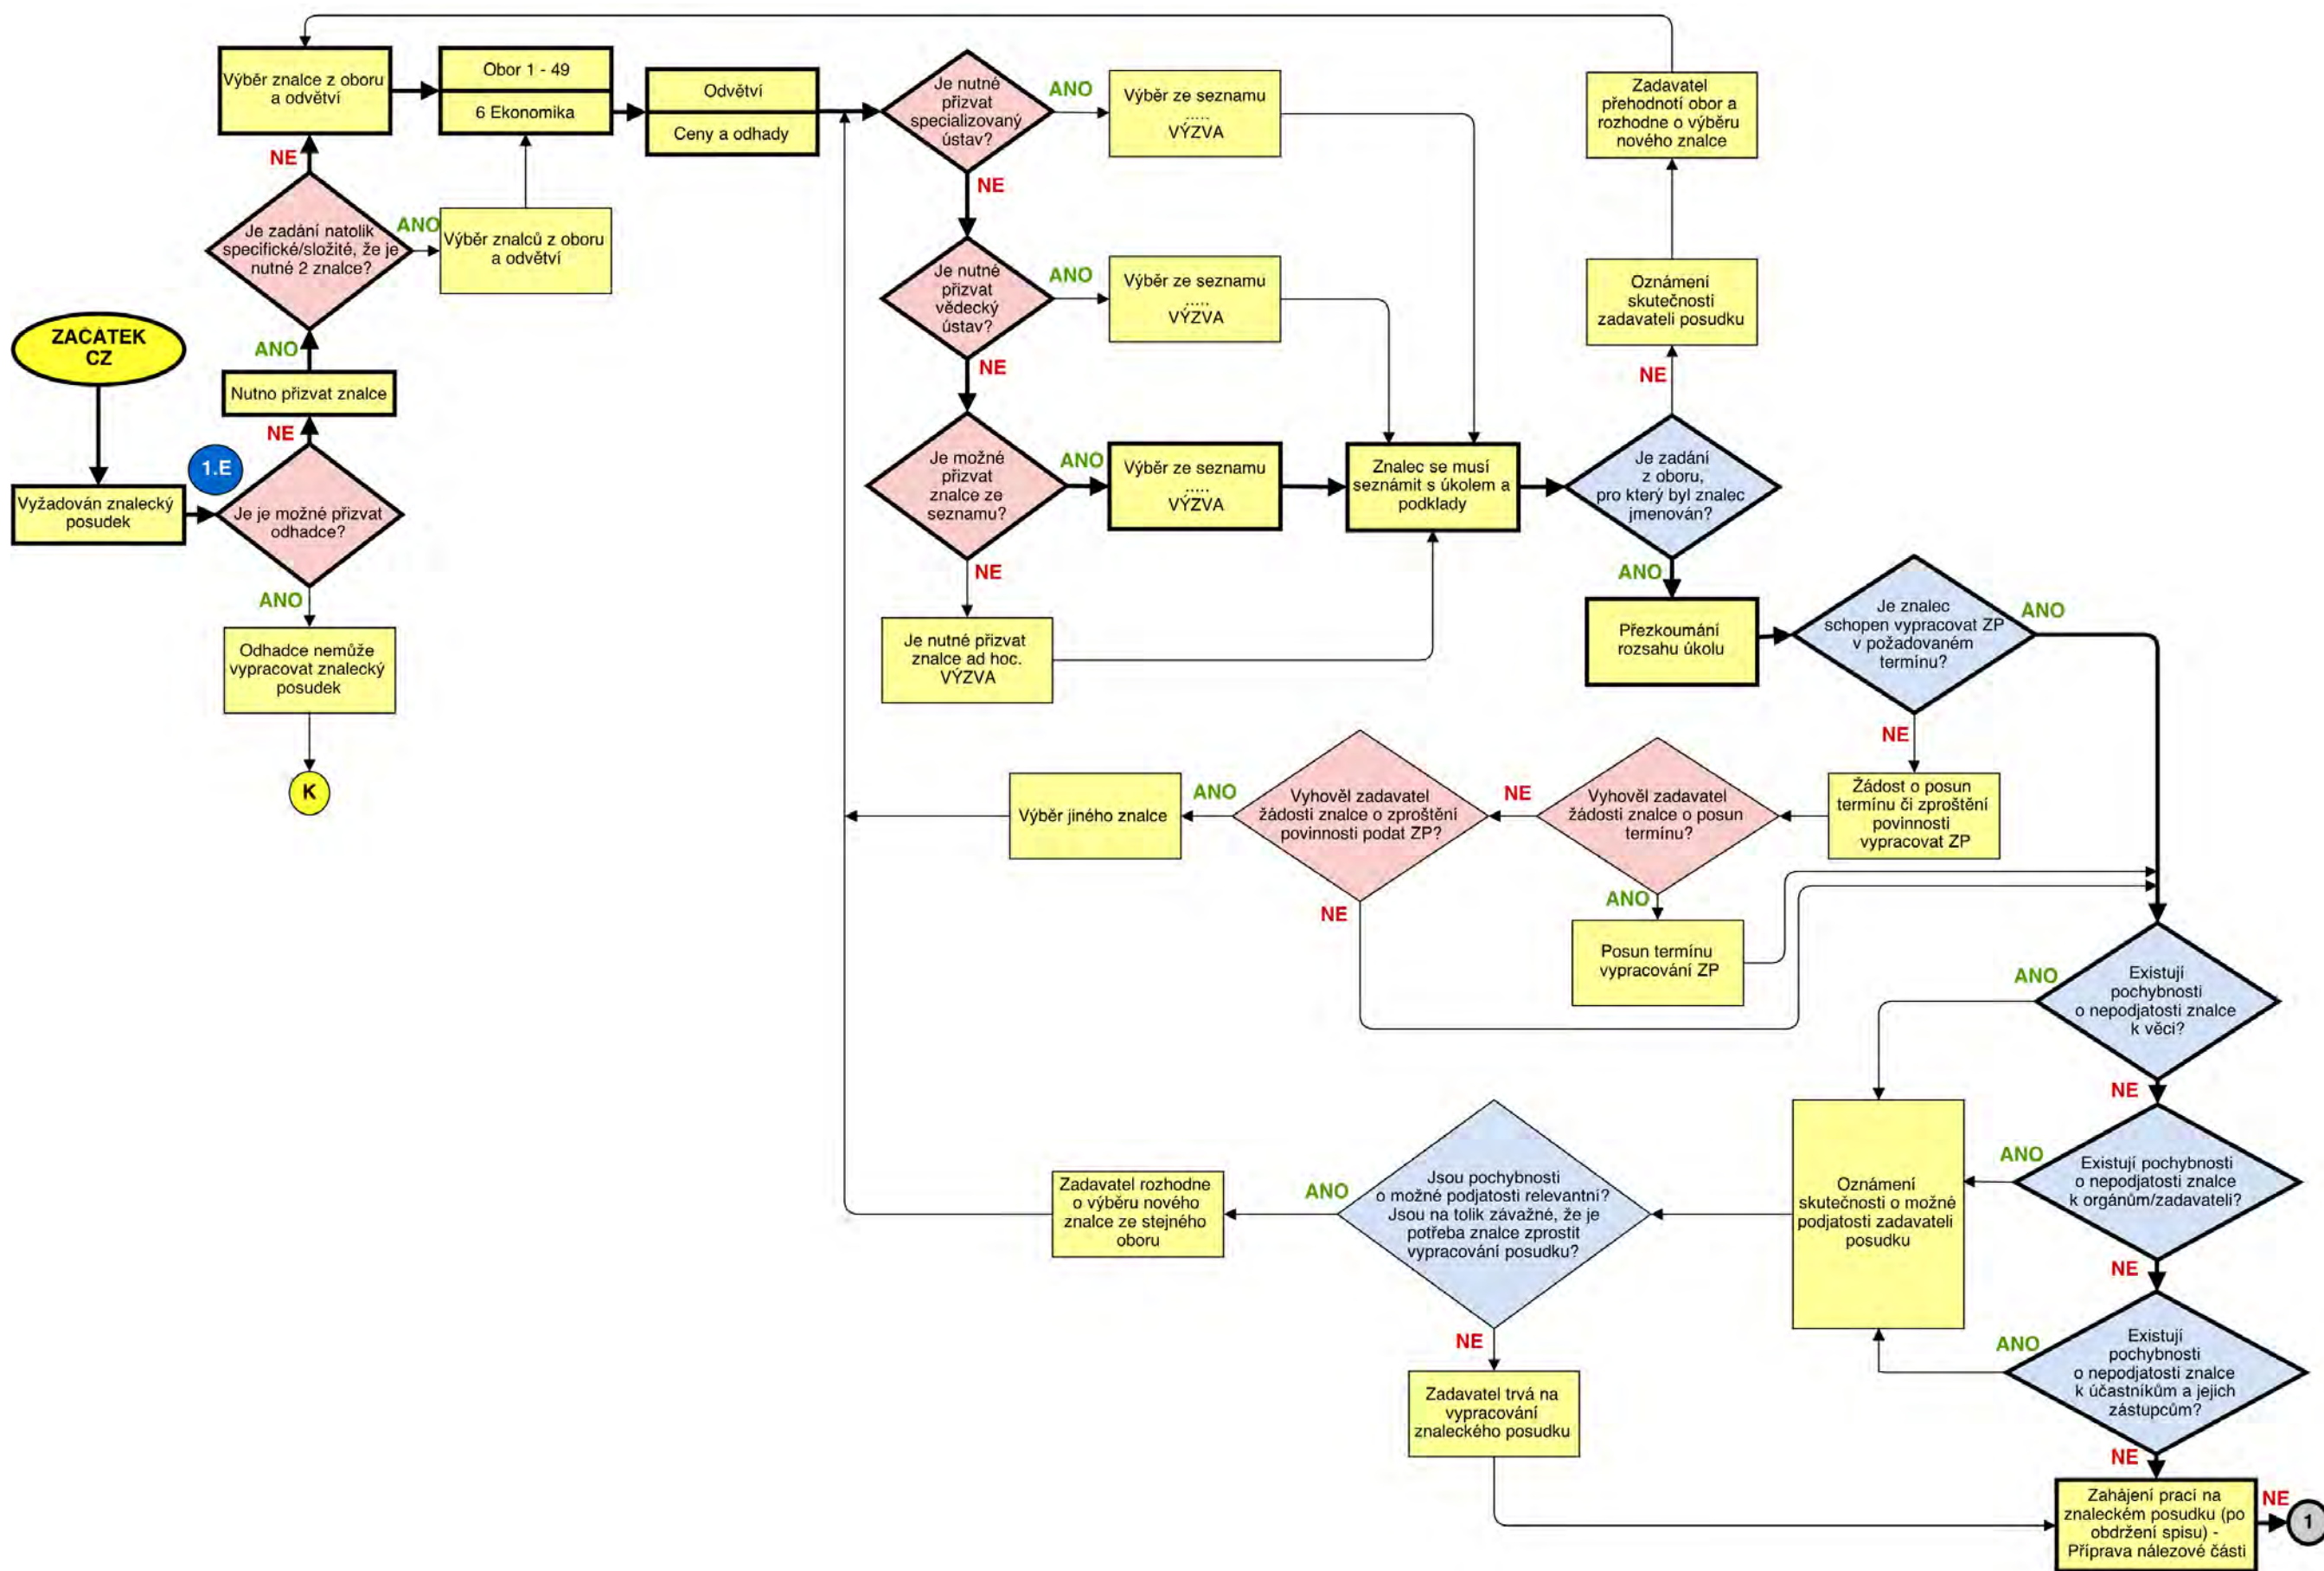 ZAČÁTEK
CZ
Vyžadován znalecký
posudek
1.E
Je je možné přizvat
odhadce?
ANO
Odhadce nemůže
vypracovat znalecký
posudek
K
NE
Nutno přizvat znalce
ANO
Je zadání natolik
specifické/složité, že je
nutné 2 znalce?
ANO
Výběr znalců z oboru
a odvětví
NE
Výběr znalce z oboru
a odvětví
Obor 1 - 49
6 Ekonomika
Odvětví
Ceny a odhady
Je nutné
přizvat
specializovaný
ústav?
ANO
Výběr ze seznamu
.....
VÝZVA
NE
Je nutné
přizvat
vědecký
ústav?
ANO
Výběr ze seznamu
.....
VÝZVA
NE
Je možné
přizvat
znalce ze
seznamu?
ANO
Výběr ze seznamu
.....
VÝZVA
NE
Je nutné přizvat
znalce ad hoc.
VÝZVA
Znalec se musí
seznámit s úkolem a
podklady
Je zadání
z oboru,
pro který byl znalec
jmenován?
NE
Oznámení
skutečnosti
zadavateli posudku
Zadavatel
přehodnotí obor a
rozhodne o výběru
nového znalce
ANO
Přezkoumání
rozsahu úkolu
Je znalec
schopen vypracovat ZP
v požadovaném
termínu?
ANO
NE
Žádost o posun
termínu či zproštění
povinnosti
vypracovat ZP
Vyhověl zadavatel
žádosti znalce o posun
termínu?
ANO
Posun termínu
vypracování ZP
NE
Vyhověl zadavatel
žádosti znalce o zproštění
povinnosti podat ZP?
NE
ANO
Výběr jiného znalce
Existují
pochybnosti
o nepodjatosti znalce
k věci?
ANO
NE
Existují pochybnosti
o nepodjatosti znalce
k orgánům/zadavateli?
ANO
NE
Existují
pochybnosti
o nepodjatosti znalce
k účastníkům a jejich
zástupcům?
ANO
Oznámení
skutečnosti o možné
podjatosti zadavateli
posudku
Jsou pochybnosti
o možné podjatosti relevantní?
Jsou na tolik závažné, že je
potřeba znalce zprostit
vypracování posudku?
ANO
Zadavatel rozhodne
o výběru nového
znalce ze stejného
oboru
NE
Zadavatel trvá na
vypracování
znaleckého posudku
NE
Zahájení prací na
znaleckém posudku (po
obdržení spisu) -
Příprava nálezové části
NE
1